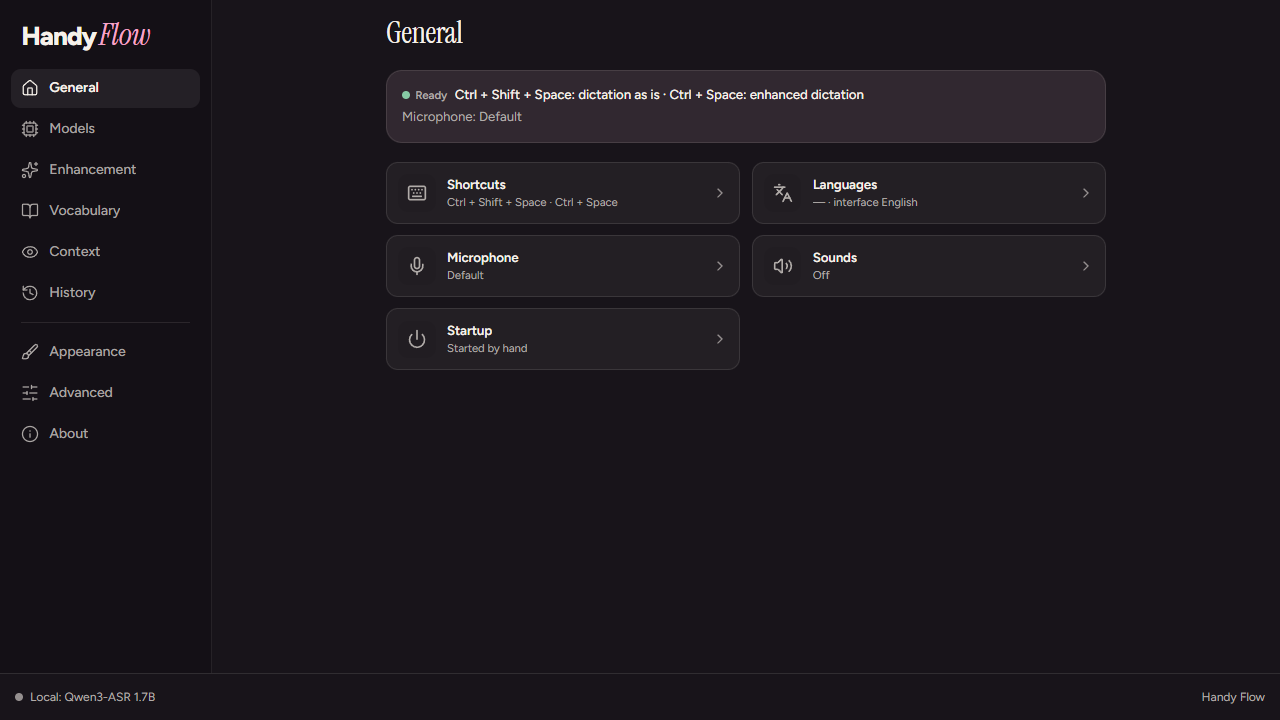 Handy Flow
General
Models
Enhancement
Vocabulary
Context
History
Appearance
Advanced
About
General
Ready Ctrl + Shift + Space: dictation as is · Ctrl + Space: enhanced dictation
Microphone: Default
Shortcuts
Ctrl + Shift + Space · Ctrl + Space
Languages
— · interface English
Microphone
Default
Sounds
Off
Startup
Started by hand
Local: Qwen3-ASR 1.7B
Handy Flow